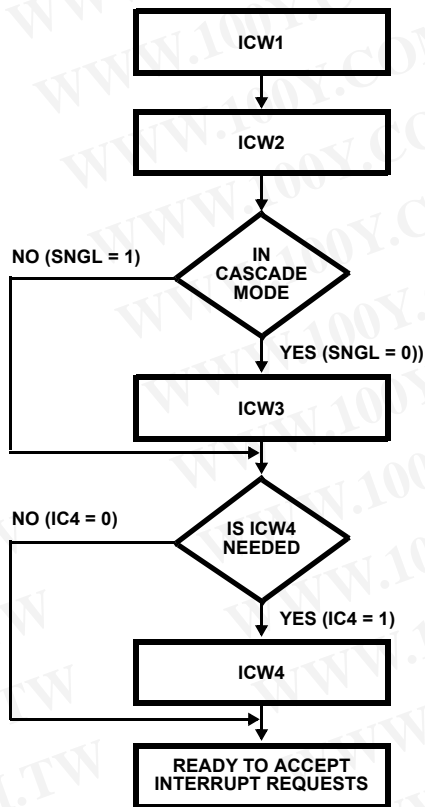 ICW1
ICW2
IN
CASCADE
MODE
NO (SNGL = 1)
YES (SNGL = 0))
ICW3
IS ICW4
NEEDED
NO (IC4 = 0)
YES (IC4 = 1)
ICW4
READY TO ACCEPT
INTERRUPT REQUESTS